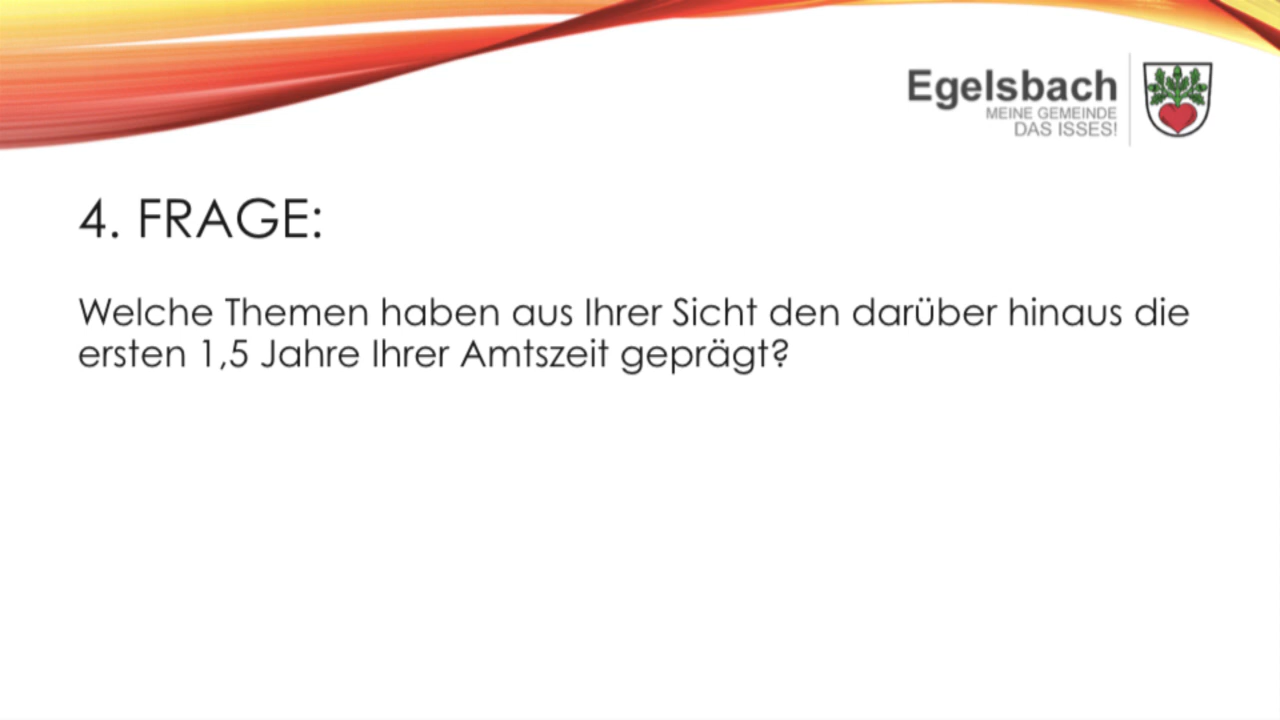 Egelsbach
MEINE GEMEINDE
DAS ISSES!
4. FRAGE:
Welche Themen haben aus Ihrer Sicht den darüber hinaus die
ersten 1,5 Jahre Ihrer Amtszeit geprägt?